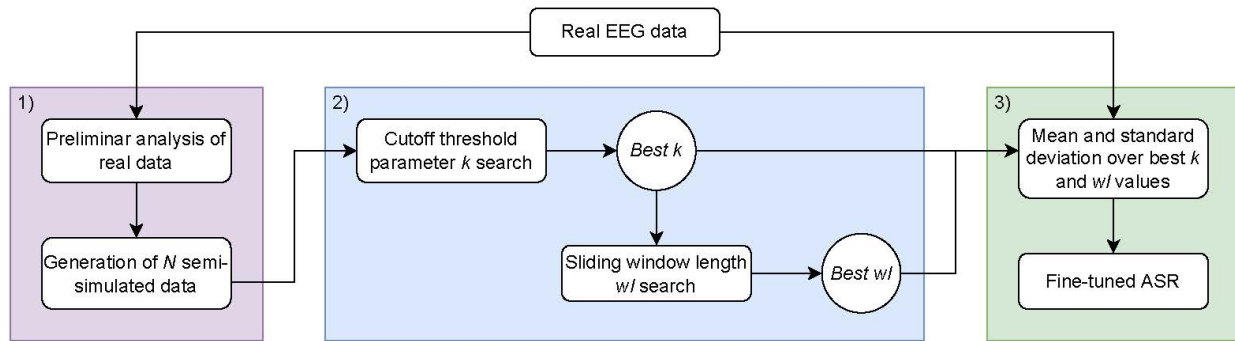 Real EEG data
1)
Preliminar analysis of
real data
Generation of N semi-
simulated data
2)
Cutoff threshold
parameter k search
Best k
Sliding window length
wl search
Best wl
3)
Mean and standard
deviation over best k
and wl values
Fine-tuned ASR